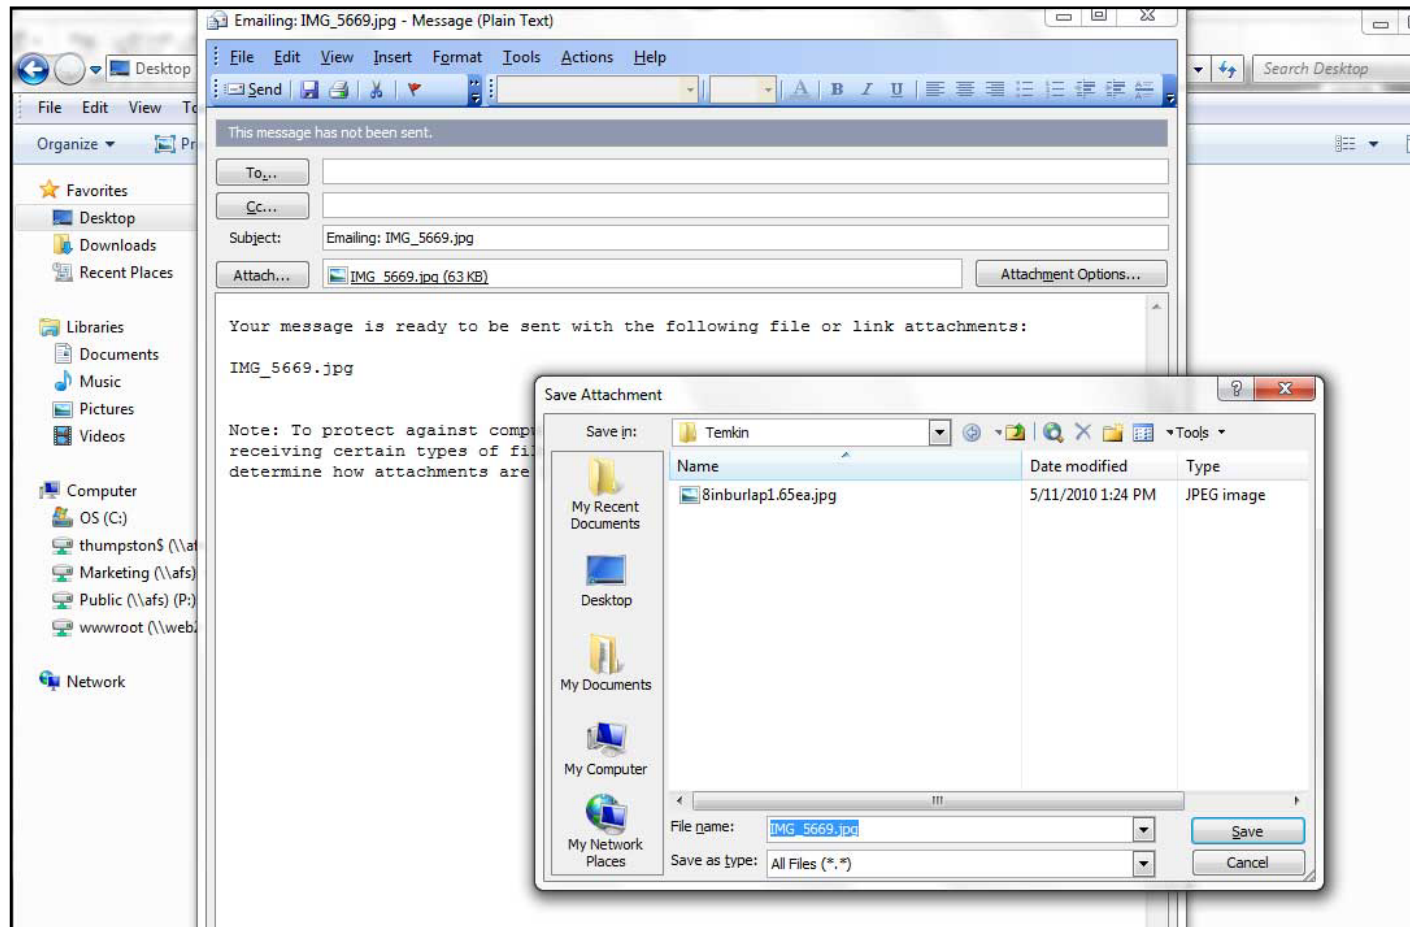 Emailing: IMG_5669.jpg - Message (Plain Text)
File Edit View Insert Format Tools Actions Help
Send
A B I U
This message has not been sent.
To...
Cc...
Subject: Emailing: IMG_5669.jpg
Attach... IMG_5669.jpg (63 KB) Attachment Options...
Your message is ready to be sent with the following file or link attachments:
IMG_5669.jpg
Note: To protect against
receiving certain types of
determine how attachments are
Desktop
Search Desktop
File Edit View
Organize
Favorites
Desktop
Downloads
Recent Places
Libraries
Documents
Music
Pictures
Videos
Computer
OS (C:)
thumpston$
Marketing (\\afs)
Public (\\afs) (P:)
wwwroot
Network
Save Attachment
Save in: Temkin Tools
Name Date modified Type
8inburlap1.65ea.jpg 5/11/2010 1:24 PM JPEG image
My Recent
Documents
Desktop
My Documents
My Computer
My Network
Places
File name: IMG_5669.jpg Save
Save as type: All Files (*.*) Cancel